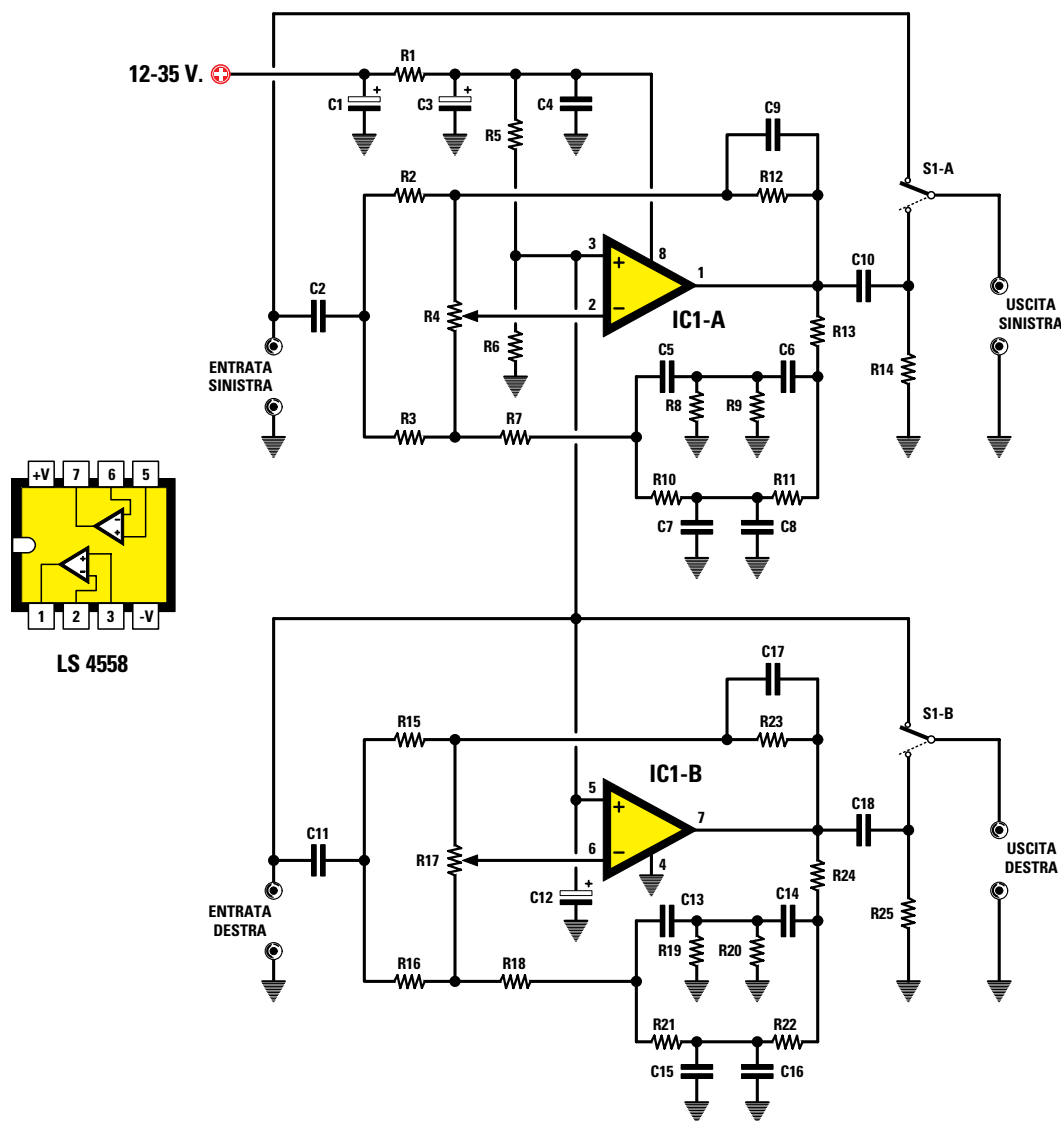 12-35 V.
R1
+
C1
+
C3
C4
R5
C9
R2
R12
S1-A
3
+
8
1
C2
C10
R4
2
−
IC1-A
USCITA
SINISTRA
R6
R13
C5
C6
R14
ENTRATA
SINISTRA
R8
R9
R3
R7
R10
R11
C7
C8
+V
7
6
5
−
+
+
−
1
2
3
-V
LS 4558
C17
S1-B
R15
R23
IC1-B
5
+
7
C11
C18
R17
6
−
4
USCITA
DESTRA
R24
+
C12
C13
C14
R25
ENTRATA
DESTRA
R19
R20
R16
R18
R21
R22
C15
C16